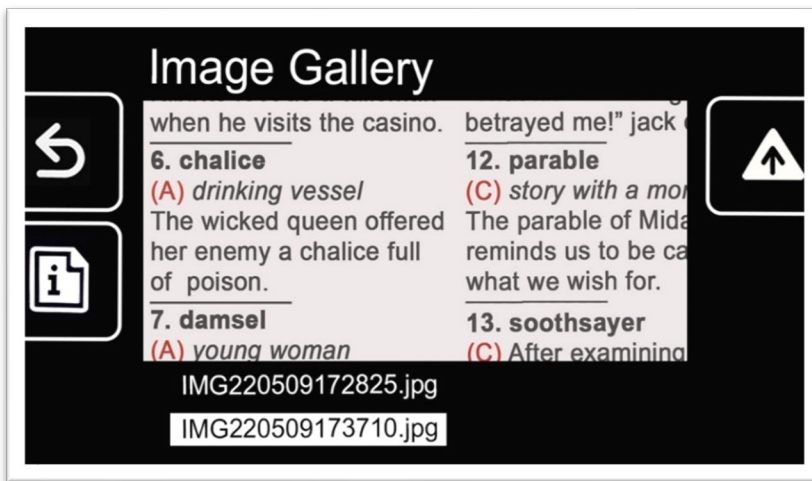 Image Gallery
when he visits the casino.
6. chalice
(A) drinking vessel
The wicked queen offered
her enemy a chalice full
of poison.
7. damsel
(A) young woman
betrayed me!” jack
12. parable
(C) story with a mor
The parable of Mida
reminds us to be ca
what we wish for.
13. soothsayer
(C) After examining
IMG220509172825.jpg
IMG220509173710.jpg